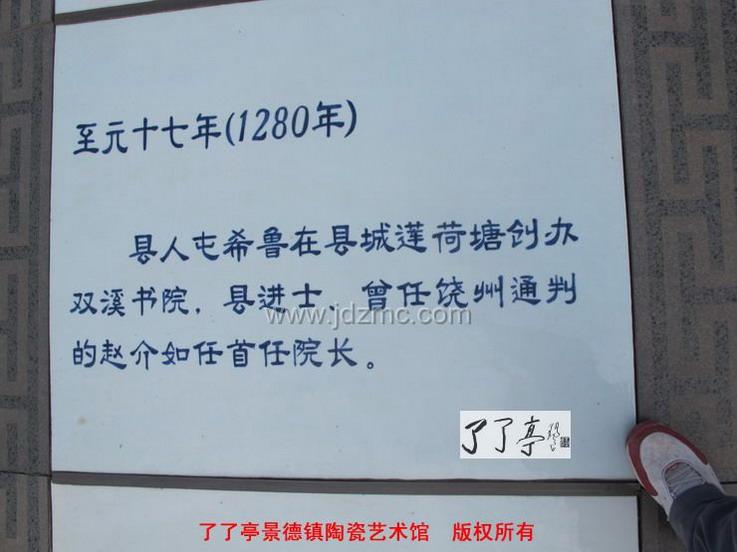 至元十七年(1280年)
县人屯希鲁在县城莲荷塘创办
双溪书院，县进士、曾任饶州通判
www.jdzmc.com
的赵介如任首任院长。
了了亭
了了亭景德镇陶瓷艺术馆 版权所有